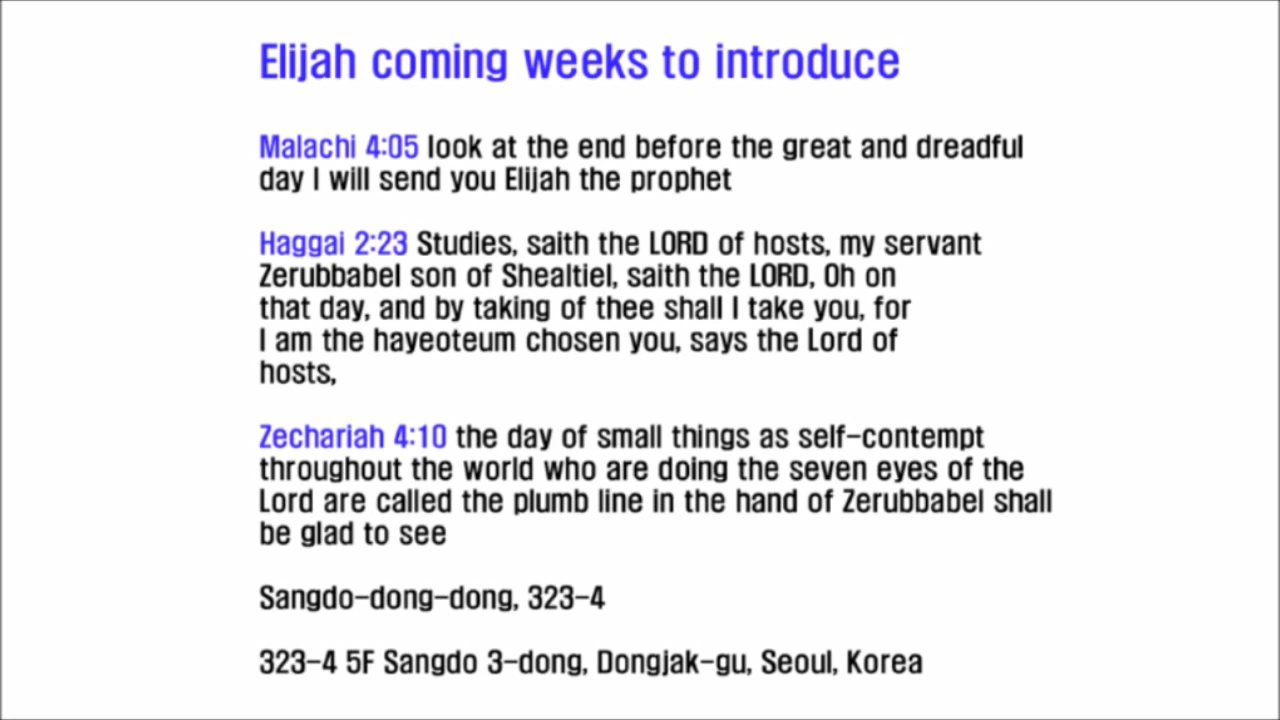 Elijah coming weeks to introduce
Malachi 4:05 look at the end before the great and dreadful
day I will send you Elijah the prophet
Haggai 2:23 Studies, saith the LORD of hosts, my servant
Zerubbabel son of Shealtiel, saith the LORD, Oh on
that day, and by taking of thee shall I take you, for
I am the hayeoteum chosen you, says the Lord of
hosts,
Zechariah 4:10 the day of small things as self-contempt
throughout the world who are doing the seven eyes of the
Lord are called the plumb line in the hand of Zerubbabel shall
be glad to see
Sangdo-dong-dong, 323-4
323-4 5F Sangdo 3-dong, Dongjak-gu, Seoul, Korea